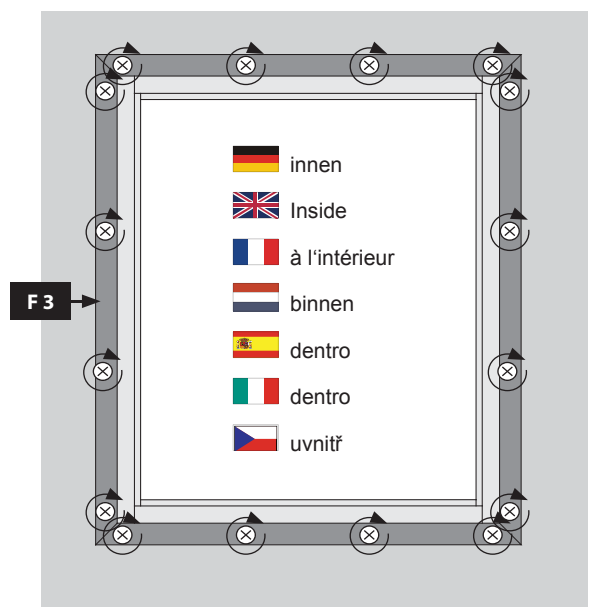 innen
Inside
à l‘intérieur
F 3
binnen
dentro
dentro
uvnitř